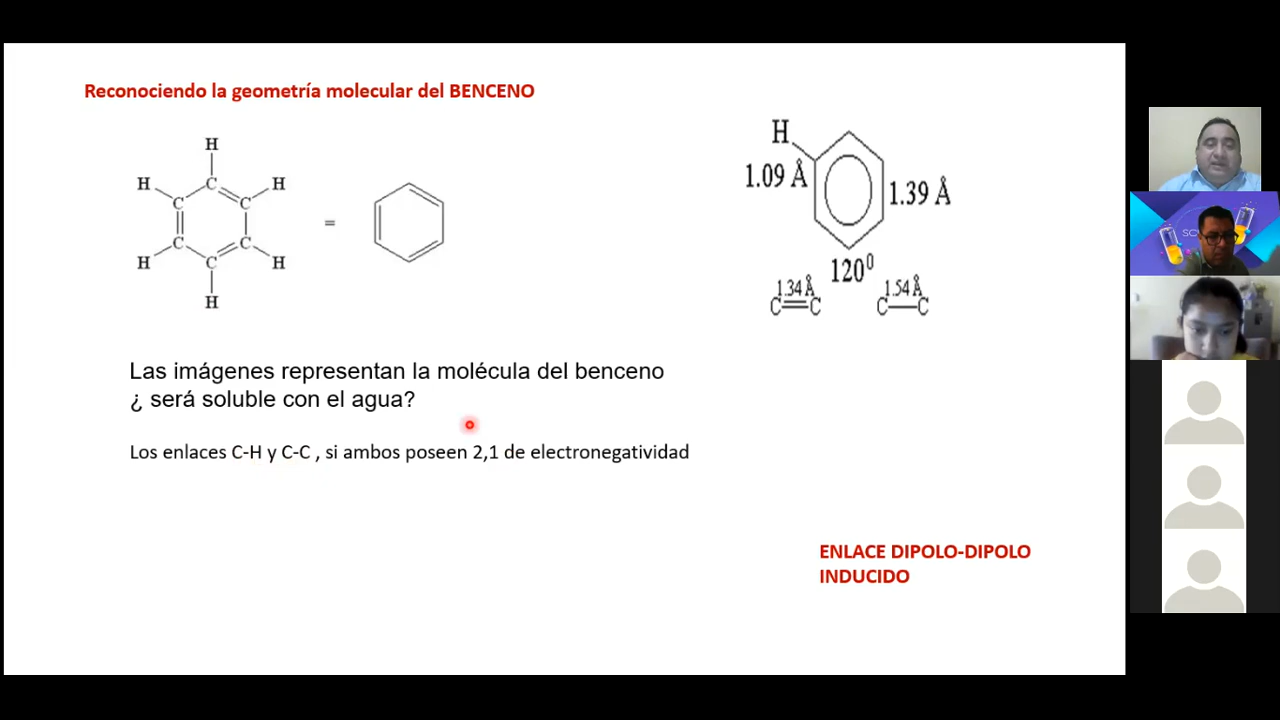 Reconociendo la geometría molecular del BENCENO
H
H H
C
C C
=
C C
C
H H
H
H
1.09 Å
1.39 Å
120⁰
1.34 Å
C=C
1.54 Å
C—C
Las imágenes representan la molécula del benceno
¿ será soluble con el agua?
Los enlaces C-H y C-C , si ambos poseen 2,1 de electronegatividad
ENLACE DIPOLO-DIPOLO
INDUCIDO